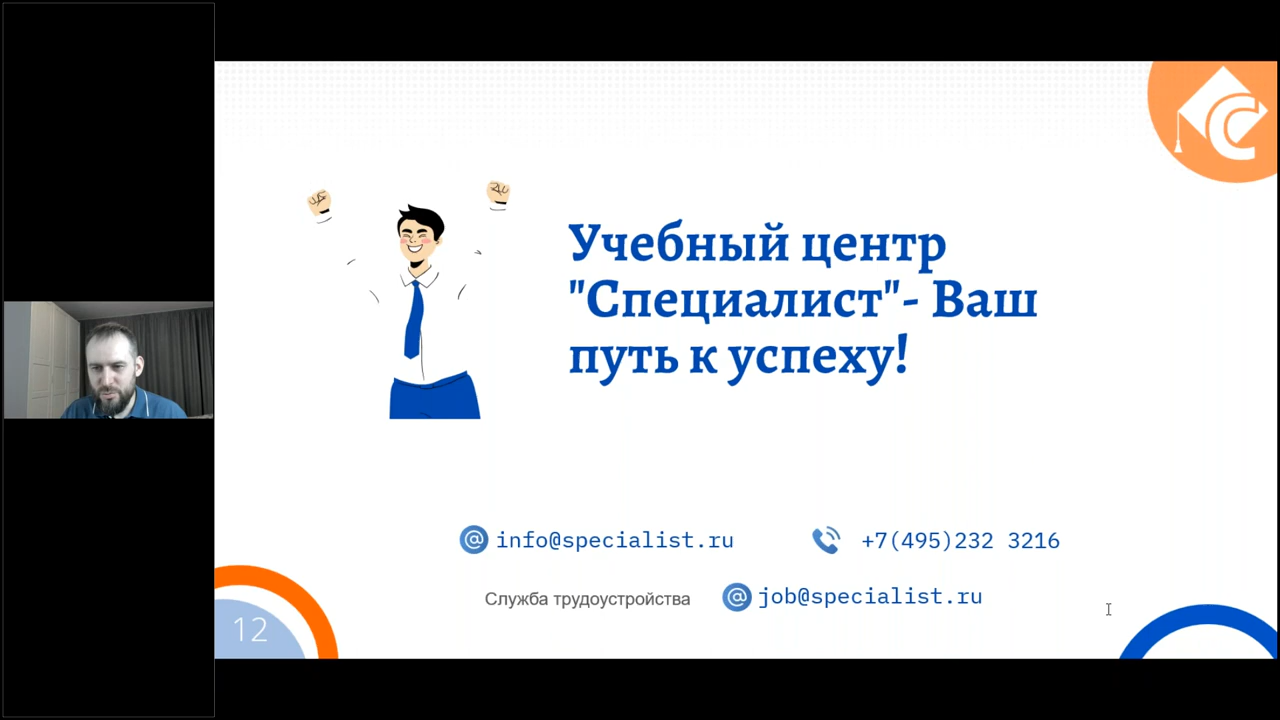 Учебный центр
"Специалист"- Ваш
путь к успеху!
info@specialist.ru
+7(495)232 3216
Служба трудоустройства
job@specialist.ru
12